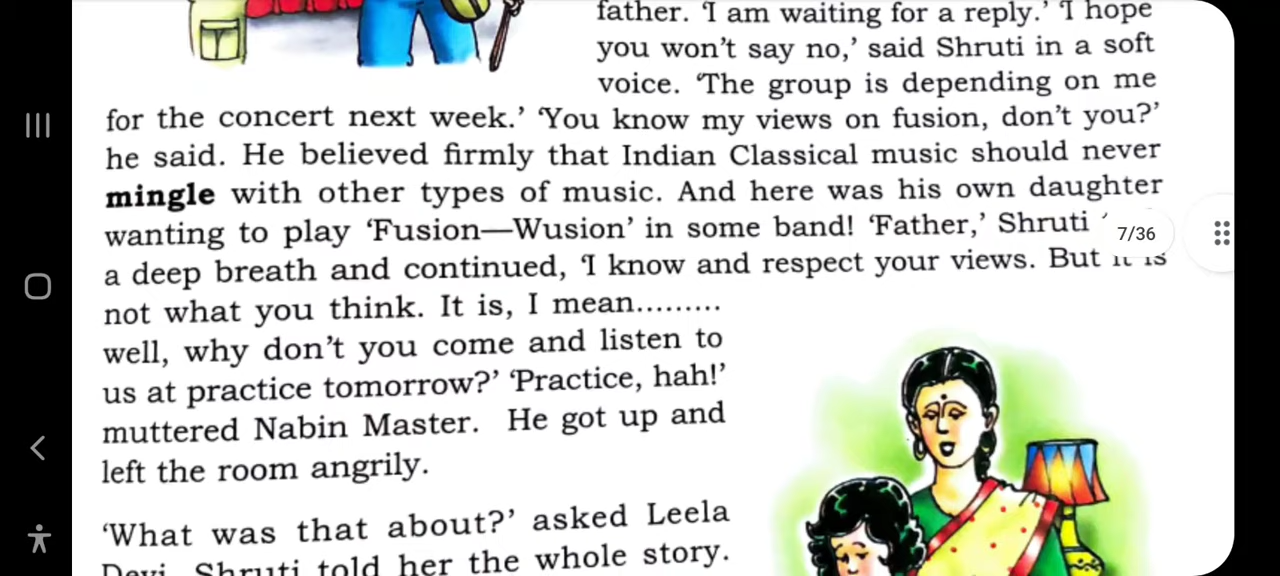 father. 'I am waiting for a reply.' 'I hope
you won't say no,' said Shruti in a soft
voice. 'The group is depending on me
for the concert next week.' 'You know my views on fusion, don't you?'
he said. He believed firmly that Indian Classical music should never
mingle with other types of music. And here was his own daughter
wanting to play 'Fusion—Wusion' in some band! 'Father,' Shruti
7/36
a deep breath and continued, 'I know and respect your views. But it is
not what you think. It is, I mean.........
well, why don't you come and listen to
us at practice tomorrow?' 'Practice, hah!'
muttered Nabin Master. He got up and
left the room angrily.
'What was that about?' asked Leela
Devi. Shruti told her the whole story.